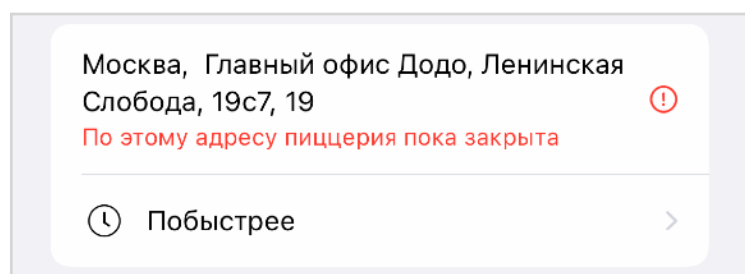 Москва,  Главный офис Додо, Ленинская
Слобода, 19с7, 19
По этому адресу пиццерия пока закрыта
Побыстрее